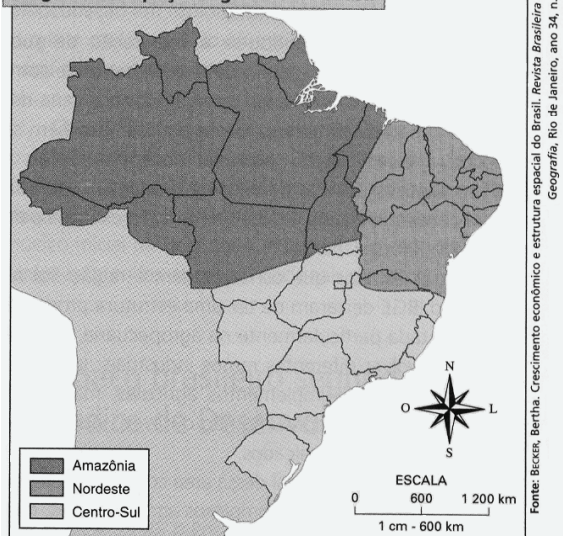 Amazônia
Nordeste
Centro-Sul
N
O
L
S
ESCALA
0 600 1 200 km
1 cm - 600 km
Fonte: BECKER, Bertha. Crescimento econômico e estrutura espacial do Brasil. Revista Brasileira
Geografia, Rio de Janeiro, ano 34, n.